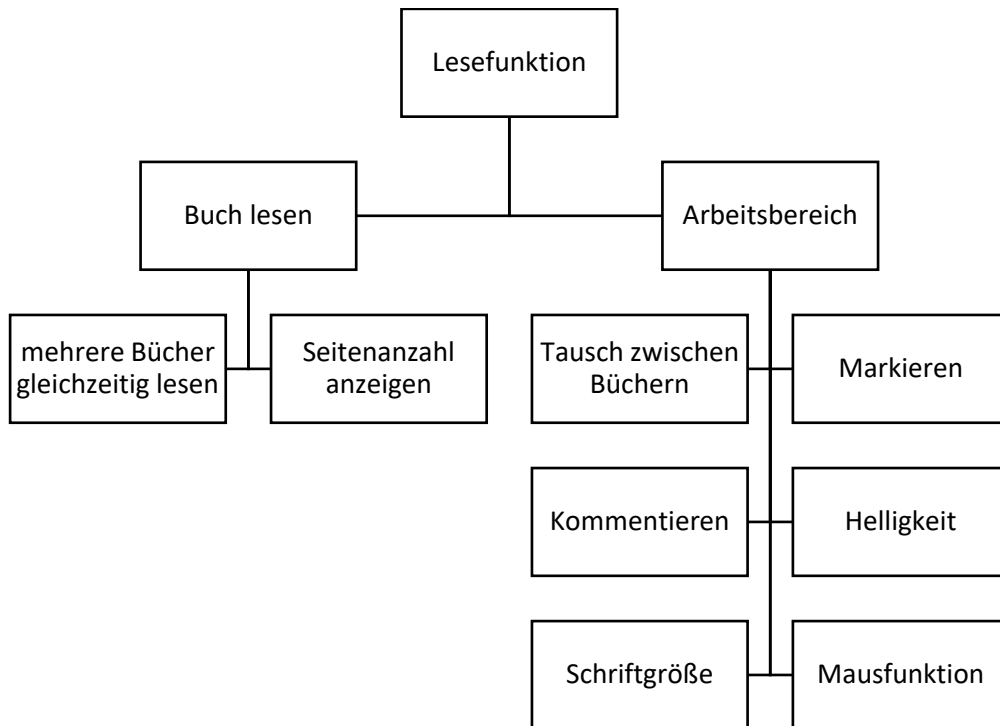 Lesefunktion
Buch lesen
Arbeitsbereich
mehrere Bücher
gleichzeitig lesen
Seitenanzahl
anzeigen
Tausch zwischen
Büchern
Markieren
Kommentieren
Helligkeit
Schriftgröße
Mausfunktion